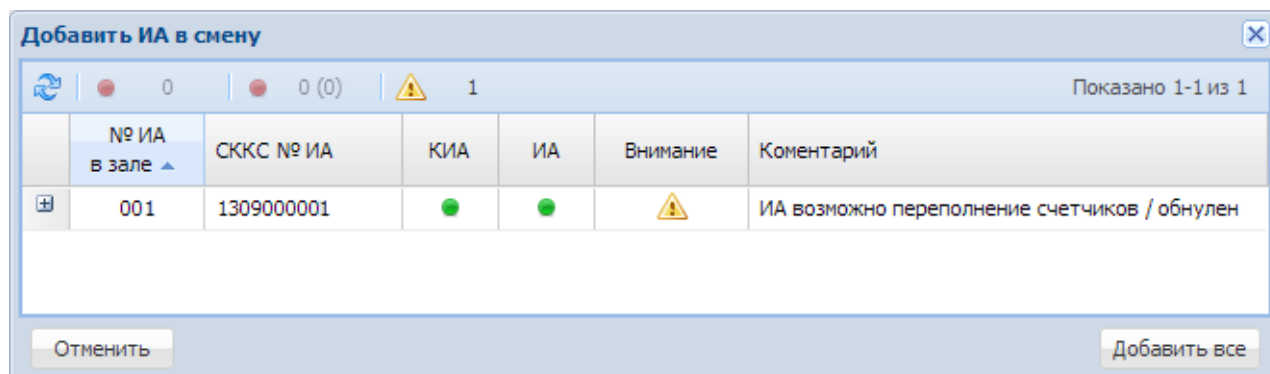 Добавить ИА в смену
0 0 (0) 1 Показано 1-1 из 1
№ ИА в зале СККС № ИА КИА ИА Внимание Коментарий
001 1309000001 ИА возможно переполнение счетчиков / обнулен
Отменить Добавить все